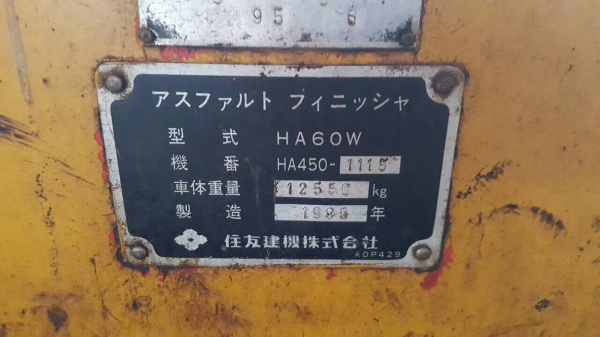 95 6
アスファルト フィニッシャ
型式 HA60W
機番 HA450-1115
車体重量 12550 kg
製造 年
住友建機株式会社
ADP429